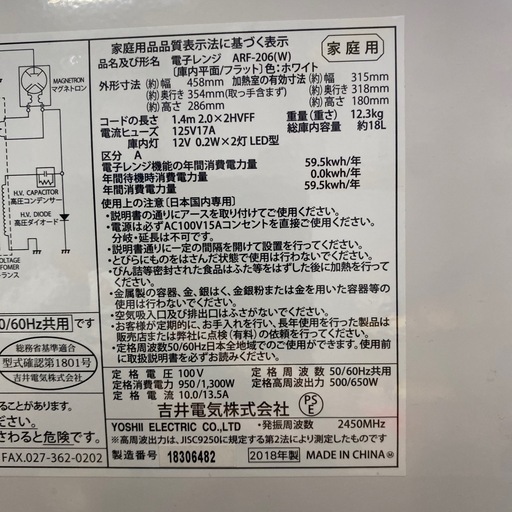 家庭用品品質表示法に基づく表示
家庭用
品名及び形名 電子レンジ ARF-206(W)
〔庫内平面/フラット〕色:ホワイト
外形寸法 (約)幅 458mm
(約)奥行き 354mm(取っ手含まず)
(約)高さ 286mm
加熱室の有効寸法 (約)幅 315mm
(約)奥行き 318mm
(約)高さ 180mm
コードの長さ 1.4m 2.0×2HVFF
重量(重さ) 12.3kg
電流ヒューズ 125V17A
総庫内容量 約18L
庫内灯 12V 0.2W×2灯 LED型
区分 A
電子レンジ機能の年間消費電力量 59.5kwh/年
年間待機時消費電力量 0.0kwh/年
年間消費電力量 59.5kwh/年
使用上の注意〔日本国内専用〕
・説明書の通りにアースを取り付けてご使用ください。
・電源は必ずAC100V15Aコンセントを直接ご使用ください。
分岐・延長は不可です。
・説明書通りに一定の間隔を開けて設置を行ってください。
・とびらにものをはさんだ状態で使用は行わないでください。
・びん詰等密封された食品はふた等をはずした後に加熱を行ってください。
・金属製の容器、金、銀はく、金銀粉または金を用いた容器等の使用は行わないでください。
・空気吸入口及び排出口はふさがないでください。
・お客様が定期的に、お手入れを行い、長年使用を行った製品は
販売店または弊社に点検(有料)の依頼を行ってください。
・定格周波数50/60Hz日本全地域でのご使用ができます。使用前
に取扱説明書を必ずお読みください。
定格電圧 100V
定格周波数 50/60Hz共用
定格消費電力 950/1,300W
定格高周波出力 500/650W
定格電流 10.0/13.5A
吉井電気株式会社
PSE
YOSHII ELECTRIC CO.,LTD
・発振周波数 2450MHz
※高周波出力は、JISC9250に規定する第2法により測定したものです
製造番号 18306482
2018年製
MADE IN CHINA
MAGNETRON
マグネトロン
H.V. CAPACITOR
高圧コンデンサー
H.V. DIODE
高圧ダイオード
VOLTAGE
FOMER
ランス
0/60Hz共用です
総務省基準適合
型式確認第1801号
吉井電気株式会社
ることがあります。
ださい。
さわると危険です。
FAX.027-362-0202